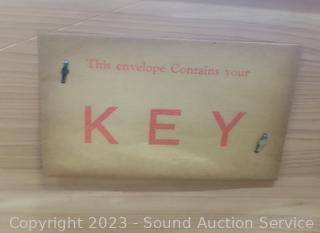 This envelope Contains your
KEY
Copyright 2023 - Sound Auction Service